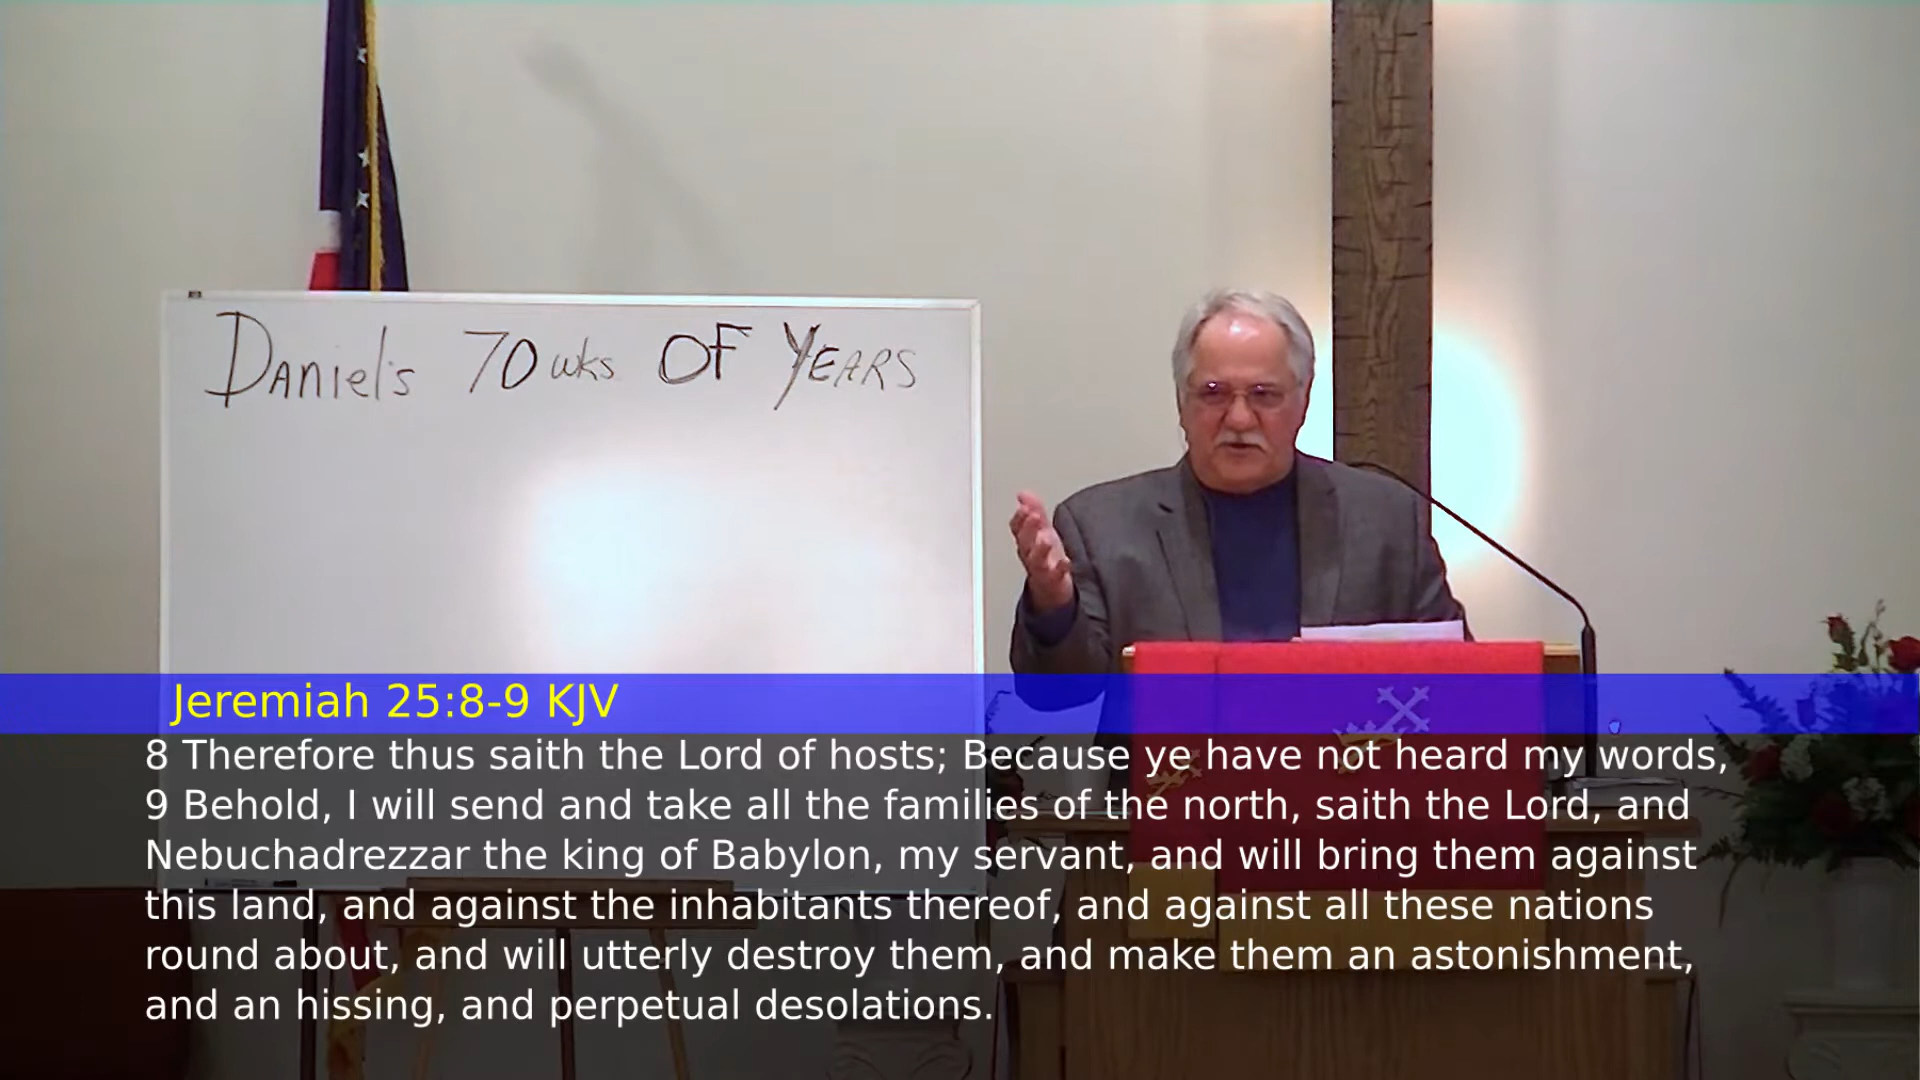 Daniel's 70 wks OF YEARS
Jeremiah 25:8-9 KJV
8 Therefore thus saith the Lord of hosts; Because ye have not heard my words,
9 Behold, I will send and take all the families of the north, saith the Lord, and
Nebuchadrezzar the king of Babylon, my servant, and will bring them against
this land, and against the inhabitants thereof, and against all these nations
round about, and will utterly destroy them, and make them an astonishment,
and an hissing, and perpetual desolations.